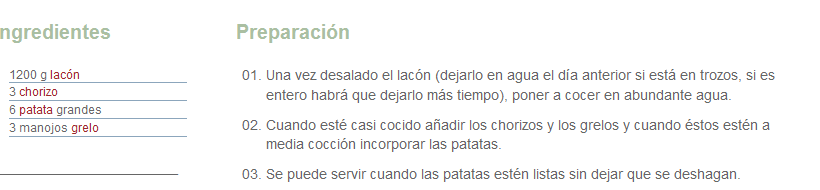 ngredientes
1200 g lacón
3 chorizo
6 patata grandes
3 manojos grelo
Preparación
01. Una vez desalado el lacón (dejarlo en agua el día anterior si está en trozos, si es
entero habrá que dejarlo más tiempo), poner a cocer en abundante agua.
02. Cuando esté casi cocido añadir los chorizos y los grelos y cuando éstos estén a
media cocción incorporar las patatas.
03. Se puede servir cuando las patatas estén listas sin dejar que se deshagan.